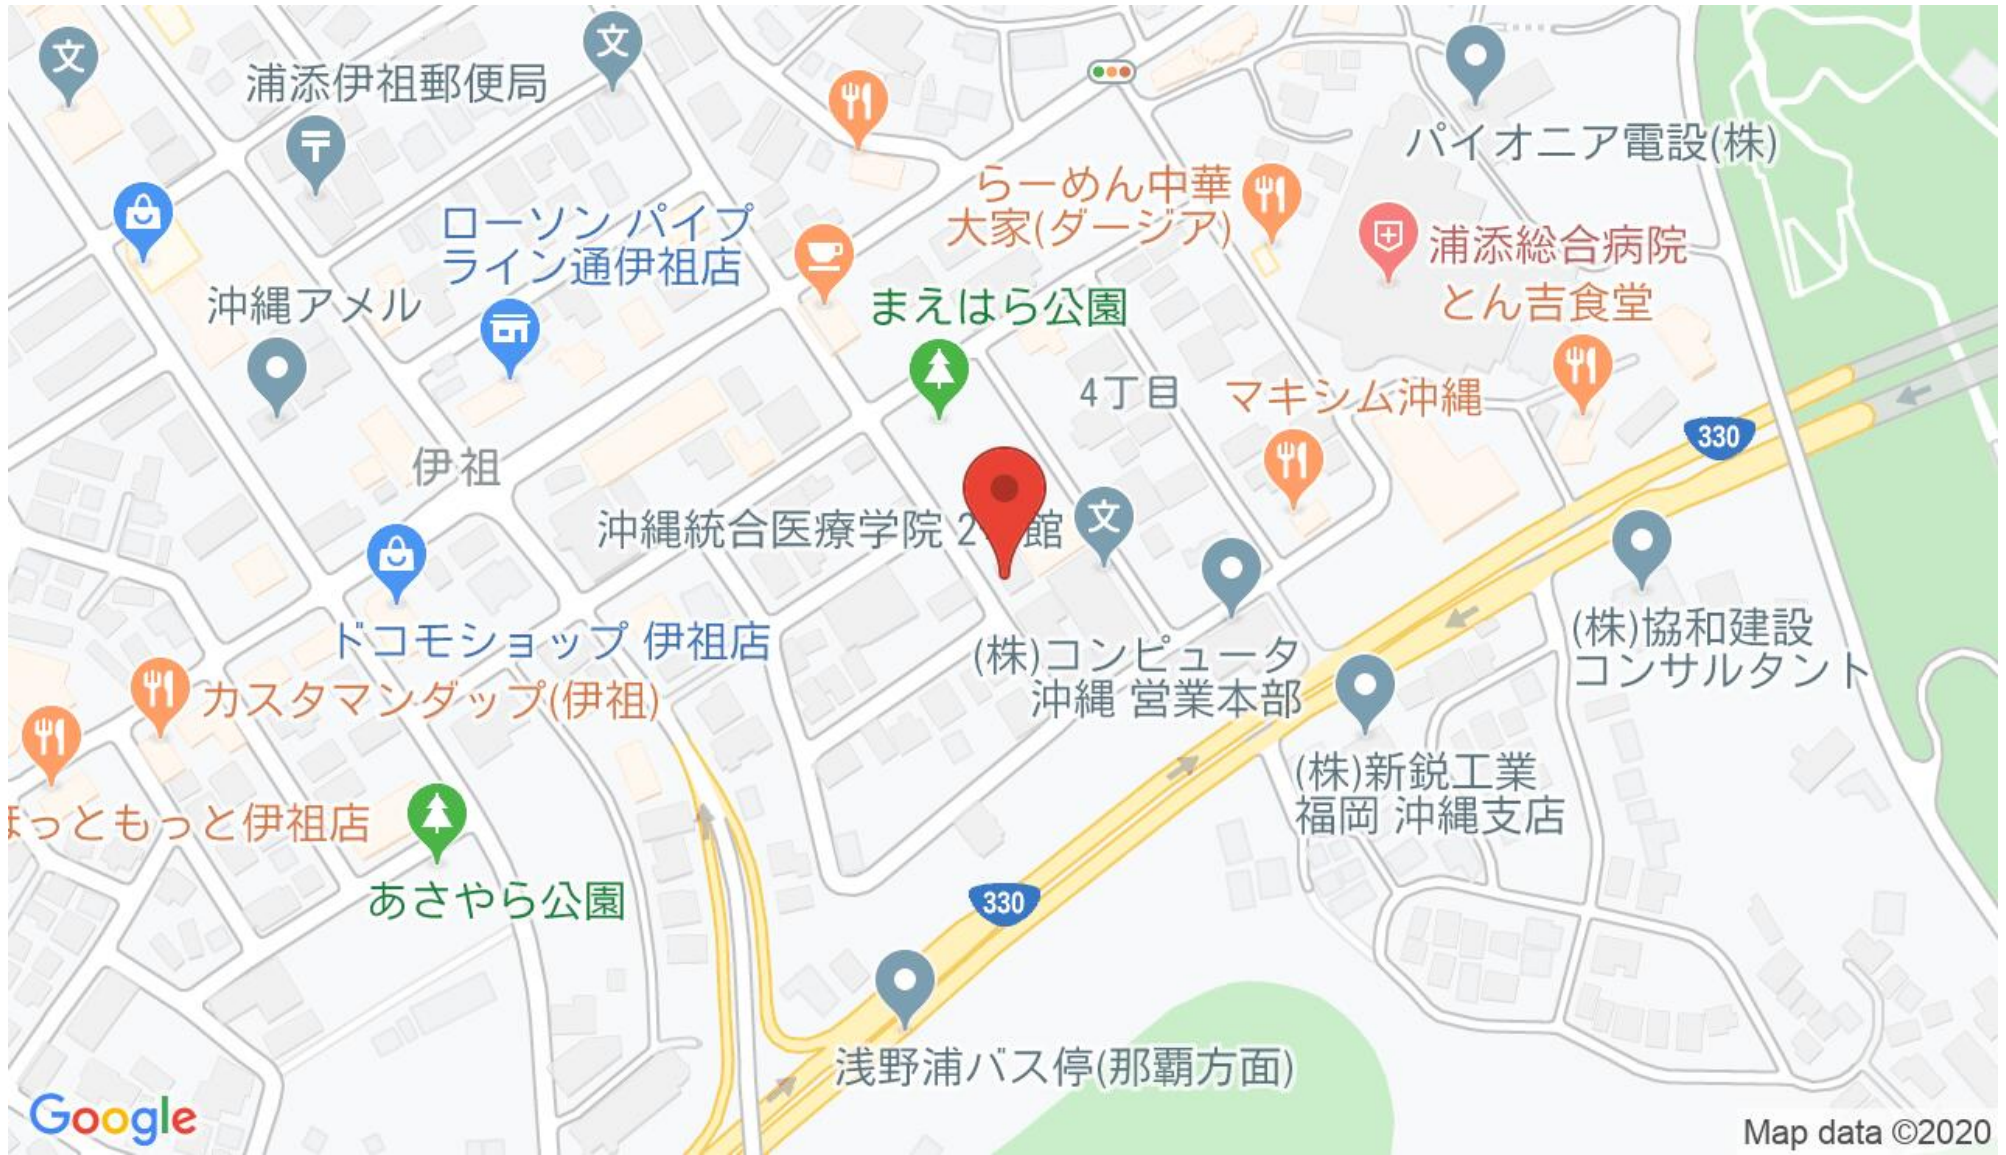 文
文
浦添伊祖郵便局
〒
パイオニア電設(株)
らーめん中華
大家(ダージア)
ローソン パイプ
ライン通伊祖店
浦添総合病院
沖縄アメル
まえはら公園
とん吉食堂
4丁目
マキシム沖縄
330
伊祖
沖縄統合医療学院 2
館
文
ドコモショップ 伊祖店
(株)コンピュータ
沖縄 営業本部
(株)協和建設
コンサルタント
カスタマンダップ(伊祖)
(株)新鋭工業
福岡 沖縄支店
ほっともっと伊祖店
あさやら公園
330
浅野浦バス停(那覇方面)
Google
Map data ©2020